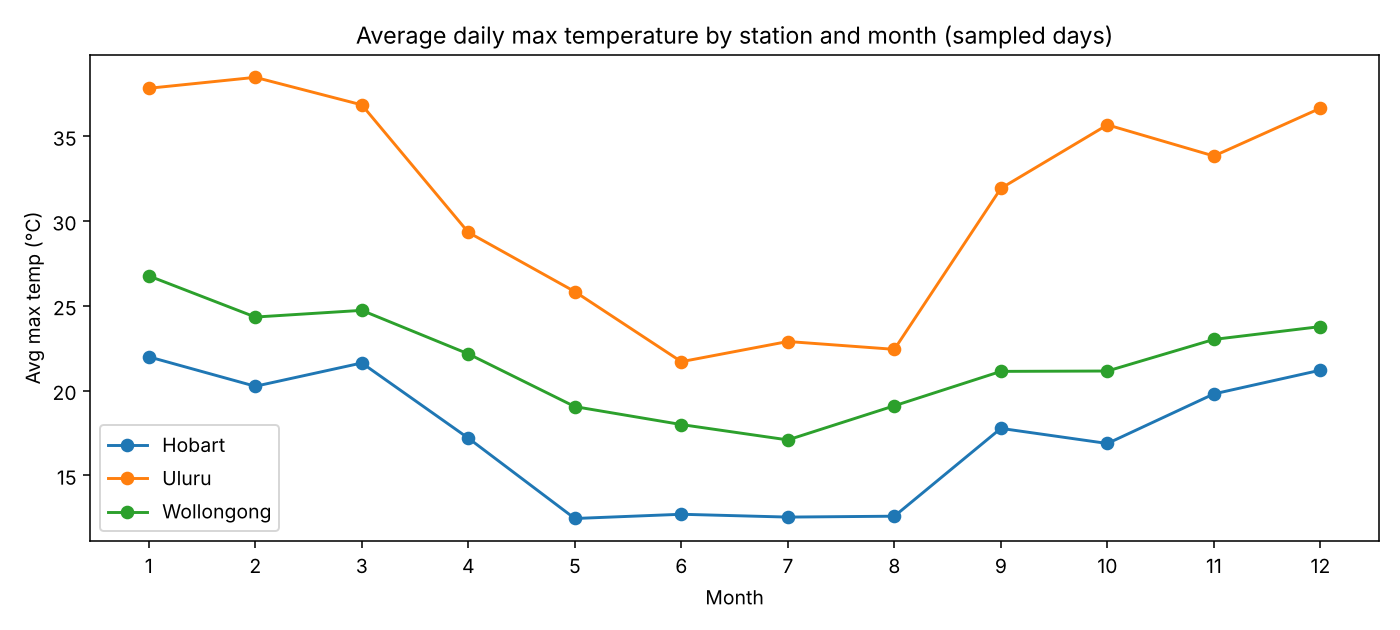 Average daily max temperature by station and month (sampled days)
Avg max temp (°C)
35
30
25
20
15
Hobart
Uluru
Wollongong
1 2 3 4 5 6 7 8 9 10 11 12
Month